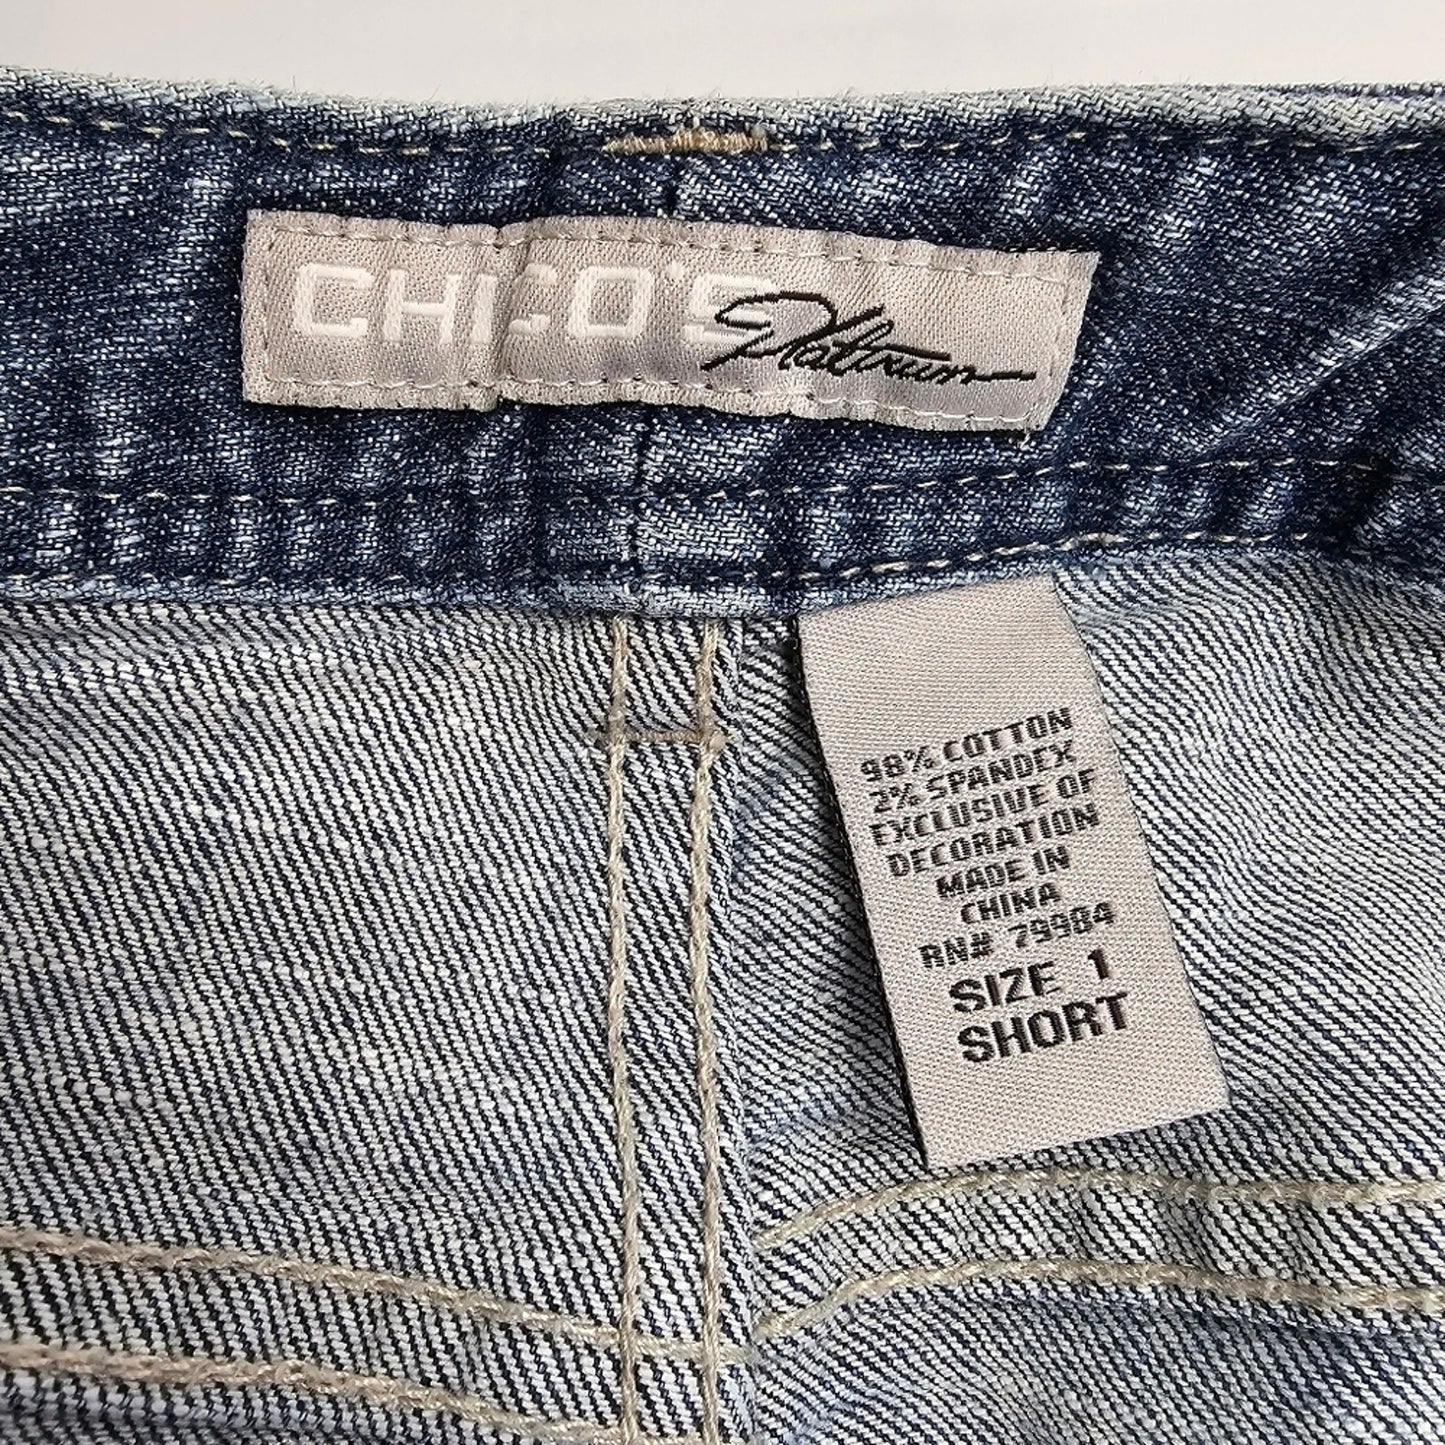 CHICO'S Platinum
98% COTTON
2% SPANDEX
EXCLUSIVE OF
DECORATION
MADE IN
CHINA
RN# 79984
SIZE 1
SHORT